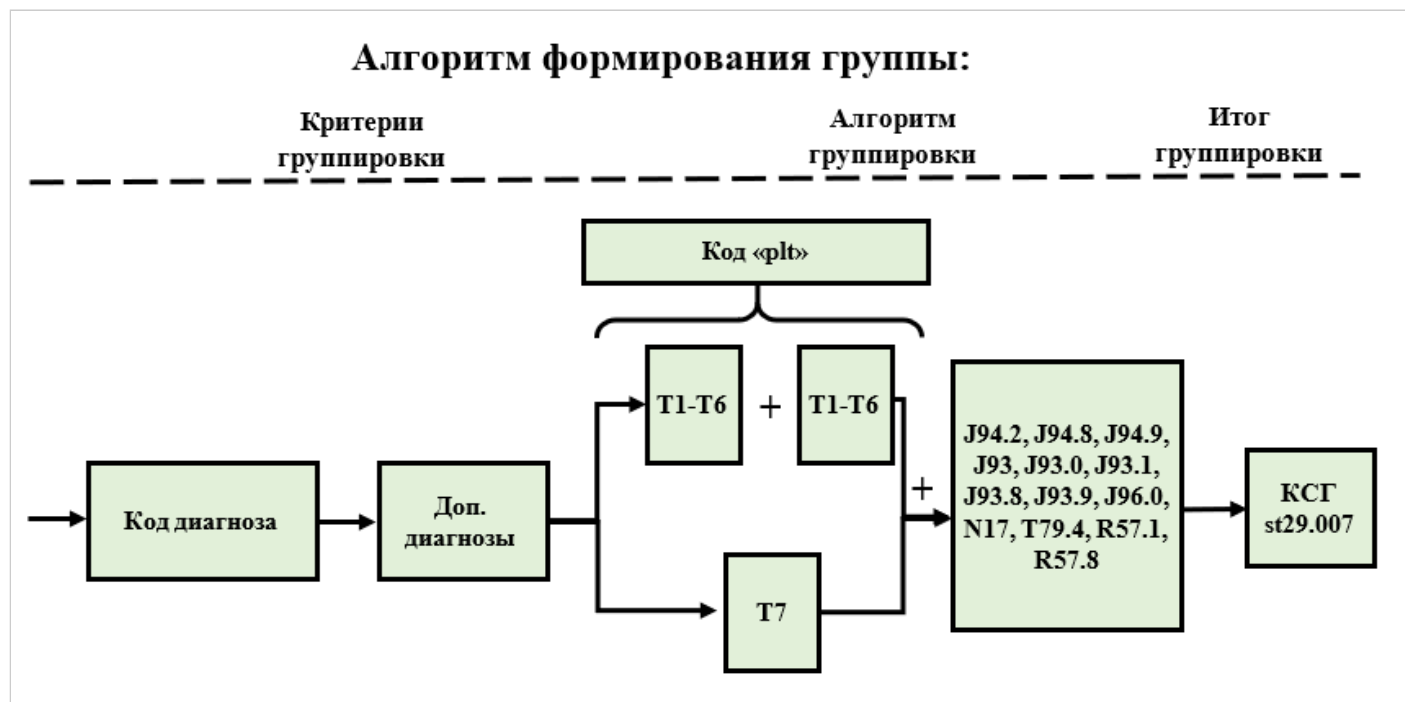 Алгоритм формирования группы:
Критерии
группировки
Алгоритм
группировки
Итог
группировки
Код «plt»
T1-T6
+
T1-T6
Код диагноза
Доп.
диагнозы
T7
+
J94.2, J94.8, J94.9,
J93, J93.0, J93.1,
J93.8, J93.9, J96.0,
N17, T79.4, R57.1,
R57.8
КСГ
st29.007